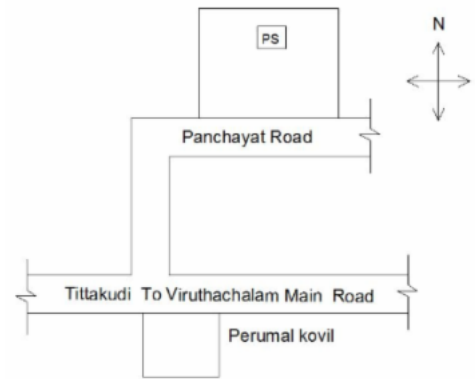 PS
N
Panchayat Road
Tittakudi To Viruthachalam Main Road
Perumal kovil